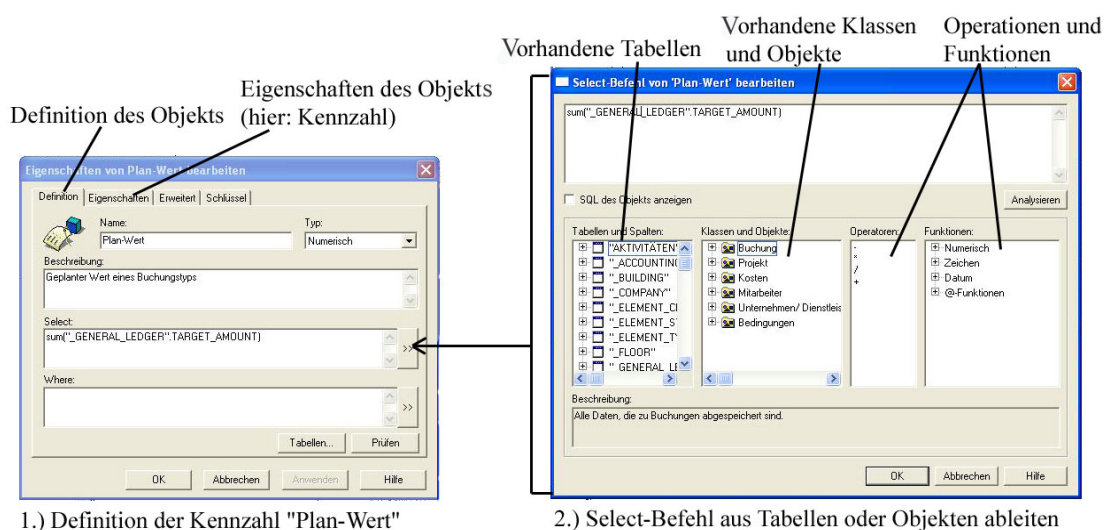 Vorhandene Tabellen
Vorhandene Klassen
und Objekte
Operationen und
Funktionen
Definition des Objekts
Eigenschaften des Objekts
(hier: Kennzahl)
Eigenschaften von Plan-Wert bearbeiten
Definition Eigenschaften Erweitert Schlüssel
Name: Typ:
Plan-Wert Numerisch
Beschreibung:
Geplanter Wert eines Buchungstyps
Select:
sum("_GENERAL_LEDGER".TARGET_AMOUNT)
>>
Where:
>>
Tabellen... Prüfen
OK Abbrechen Anwenden Hilfe
1.) Definition der Kennzahl "Plan-Wert"
Select-Befehl von 'Plan-Wert' bearbeiten
sum("_GENERAL_LEDGER".TARGET_AMOUNT)
SQL des Objekts anzeigen Analysieren
Tabellen und Spalten:
"AKTIVITÄTEN"
"_ACCOUNTING
"_BUILDING"
"_COMPANY"
"_ELEMENT_CL
"_ELEMENT_S
"_ELEMENT_TY
"_FLOOR"
"_GENERAL_LE
Klassen und Objekte:
Buchung
Projekt
Kosten
Mitarbeiter
Unternehmen/ Dienstleis
Bedingungen
Operatoren:
-
*
/
+
Funktionen:
Numerisch
Zeichen
Datum
@-Funktionen
Beschreibung:
Alle Daten, die zu Buchungen abgespeichert sind.
OK Abbrechen Hilfe
2.) Select-Befehl aus Tabellen oder Objekten ableiten